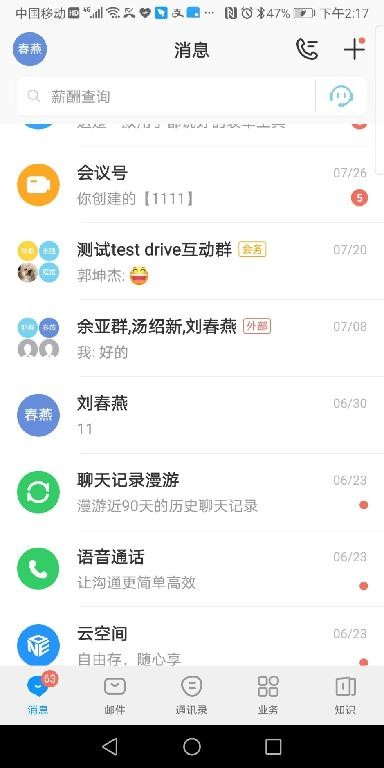 中国移动 HD 4G 47% 下午2:17
春燕 消息
薪酬查询
会议号 07/26
你创建的【1111】 5
测试test drive互动群 会务 07/20
郭坤杰:
余亚群,汤绍新,刘春燕 外部 07/08
我: 好的
春燕 刘春燕 06/30
11
聊天记录漫游 06/23
漫游近90天的历史聊天记录
语音通话 06/23
让沟通更简单高效
云空间 06/23
自由存，随心享
63
消息 邮件 通讯录 业务 知识